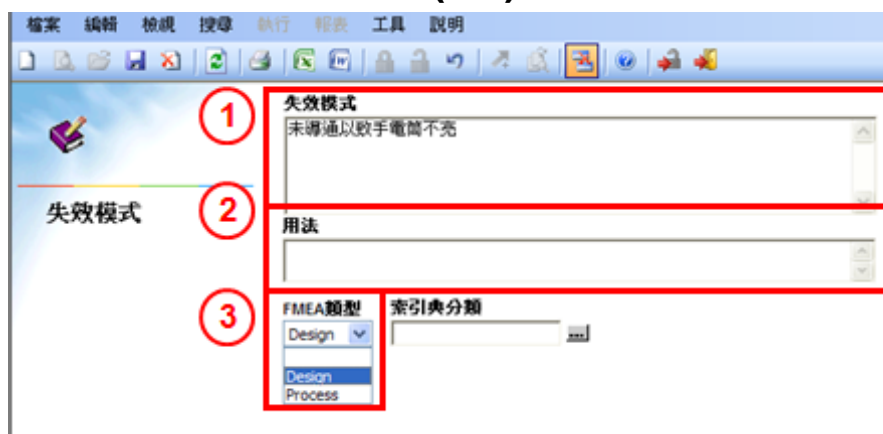 檔案 編輯 檢視 搜尋 執行 報表 工具 說明
1
失效模式
未導通以致手電筒不亮
失效模式
2
用法
3
FMEA類型
索引典分類
Design
...
Design
Process